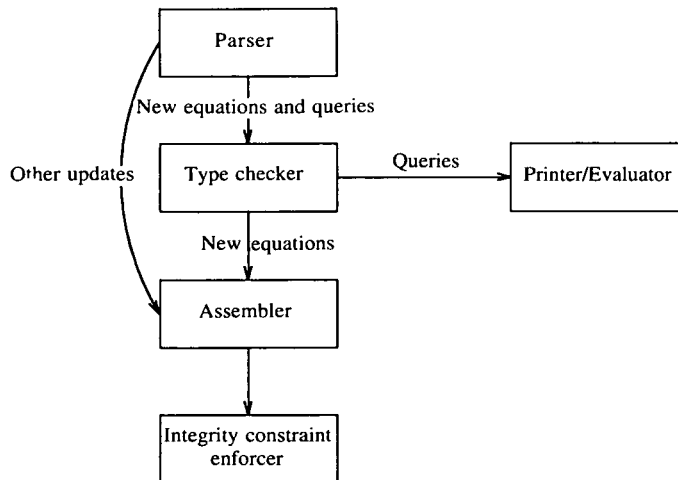 Parser
New equations and queries
Other updates
Type checker
Queries
Printer/Evaluator
New equations
Assembler
Integrity constraint
enforcer